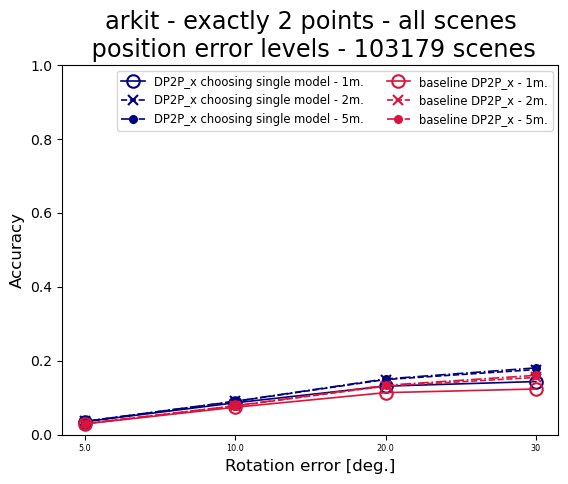 arkit - exactly 2 points - all scenes
position error levels - 103179 scenes
DP2P_x choosing single model - 1m.
DP2P_x choosing single model - 2m.
DP2P_x choosing single model - 5m.
baseline DP2P_x - 1m.
baseline DP2P_x - 2m.
baseline DP2P_x - 5m.
Accuracy
1.0
0.8
0.6
0.4
0.2
0.0
5.0 10.0 20.0 30
Rotation error [deg.]